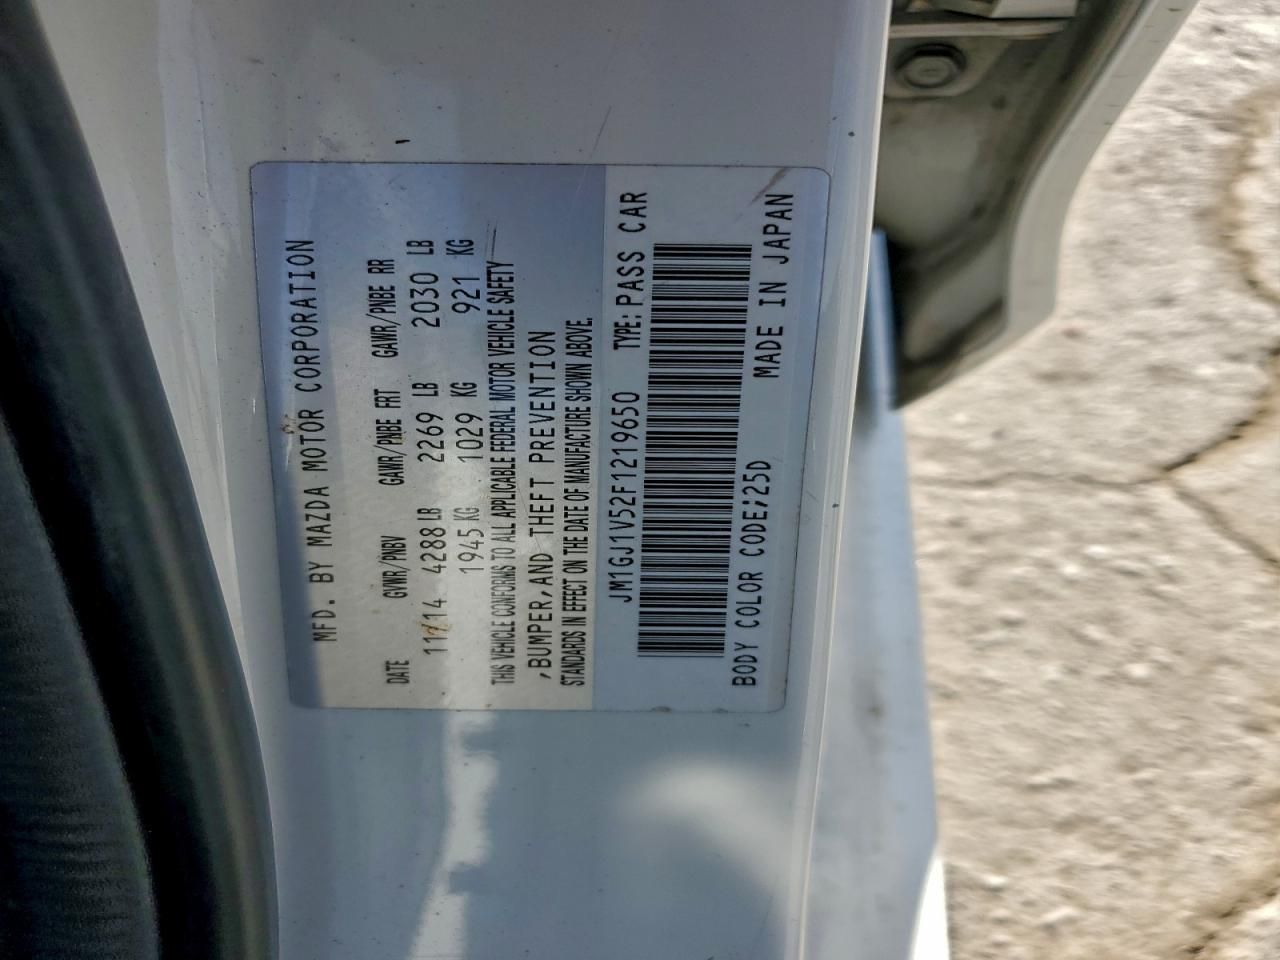 MFD. BY MAZDA MOTOR CORPORATION
DATE GVWR/PNBV GAWR/PNBE FRT GAWR/PNBE RR
11/14 4288 LB 2269 LB 2030 LB
1945 KG 1029 KG 921 KG
THIS VEHICLE CONFORMS TO ALL APPLICABLE FEDERAL MOTOR VEHICLE SAFETY
,BUMPER,AND THEFT PREVENTION
STANDARDS IN EFFECT ON THE DATE OF MANUFACTURE SHOWN ABOVE.
JM1GJ1V52F1219650 TYPE: PASS CAR
BODY COLOR CODE;25D MADE IN JAPAN